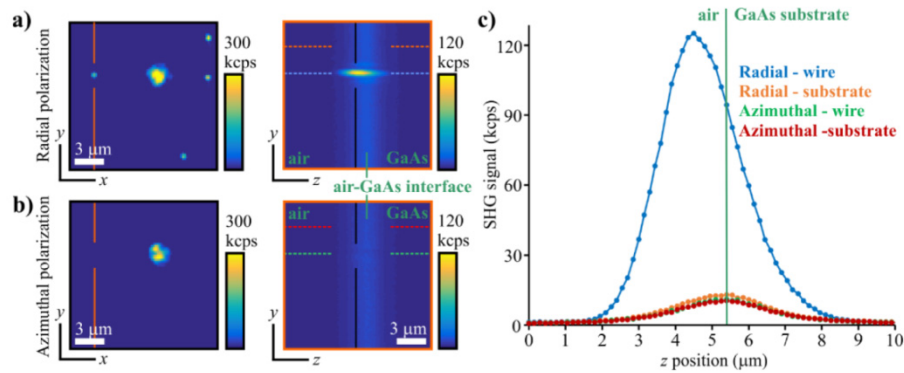 a)
Radial polarization
y
3 μm
x
300
kcps
y
air
GaAs
z
120
kcps
air-GaAs interface
b)
Azimuthal polarization
y
3 μm
x
300
kcps
y
air
GaAs
3 μm
z
120
kcps
c)
air GaAs substrate
SHG signal (kcps)
120
90
60
30
0
Radial - wire
Radial - substrate
Azimuthal - wire
Azimuthal -substrate
0 1 2 3 4 5 6 7 8 9 10
z position (μm)